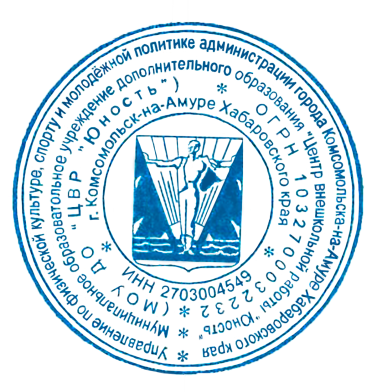 Управление по физической культуре, спорту и молодёжной политике администрации города Комсомольска-на-Амуре Хабаровского края *
Муниципальное образовательное учреждение дополнительного образования "Центр внешкольной работы "Юность" *
(МОУ ДО "ЦВР "Юность") * ОГРН 1032700032232 *
г.Комсомольск-на-Амуре Хабаровского края * ИНН 2703004549